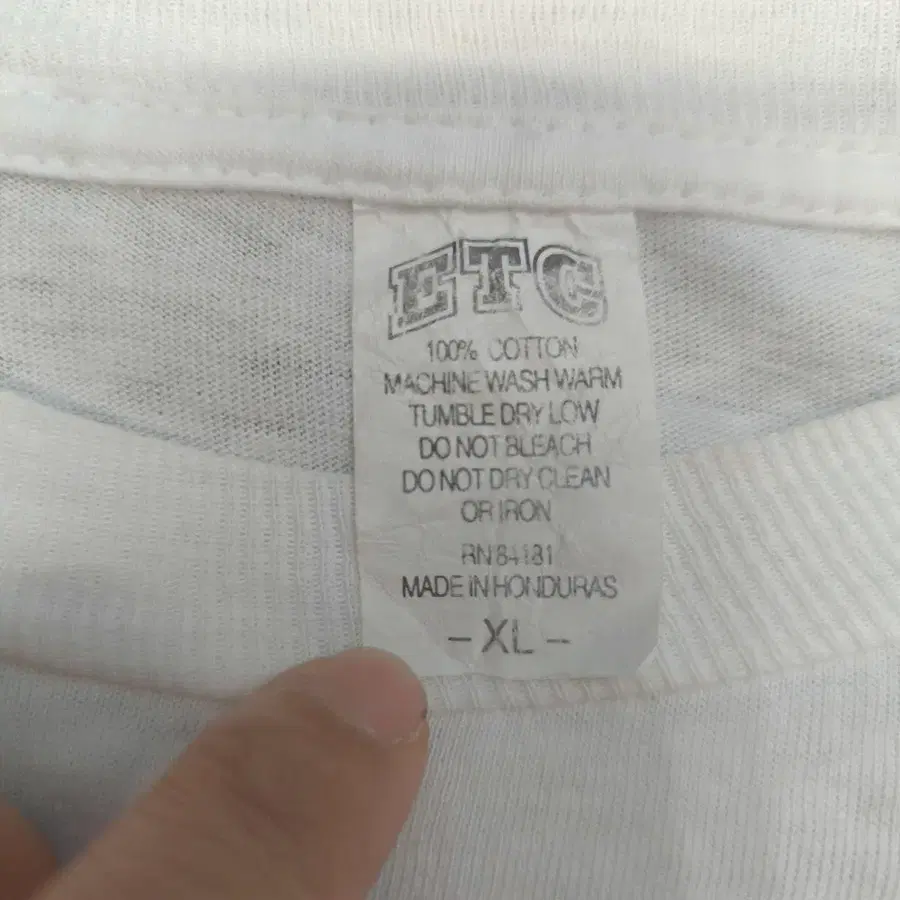 ETC
100% COTTON
MACHINE WASH WARM
TUMBLE DRY LOW
DO NOT BLEACH
DO NOT DRY CLEAN
OR IRON
RN 84181
MADE IN HONDURAS
- XL -